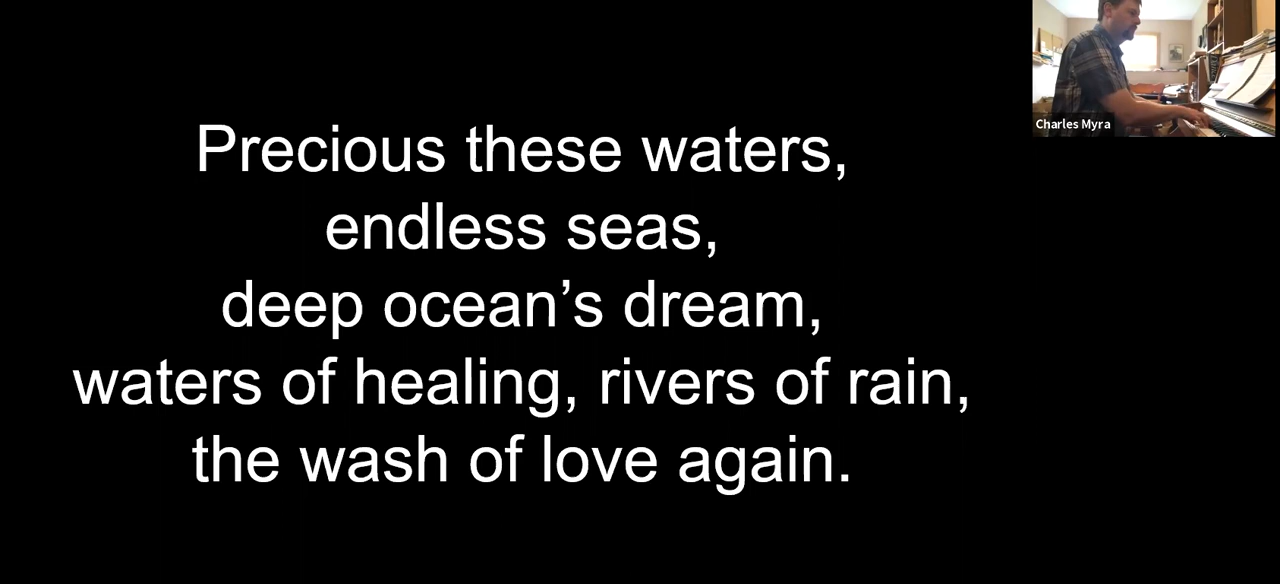 Precious these waters,
endless seas,
deep ocean’s dream,
waters of healing, rivers of rain,
the wash of love again.
Charles Myra